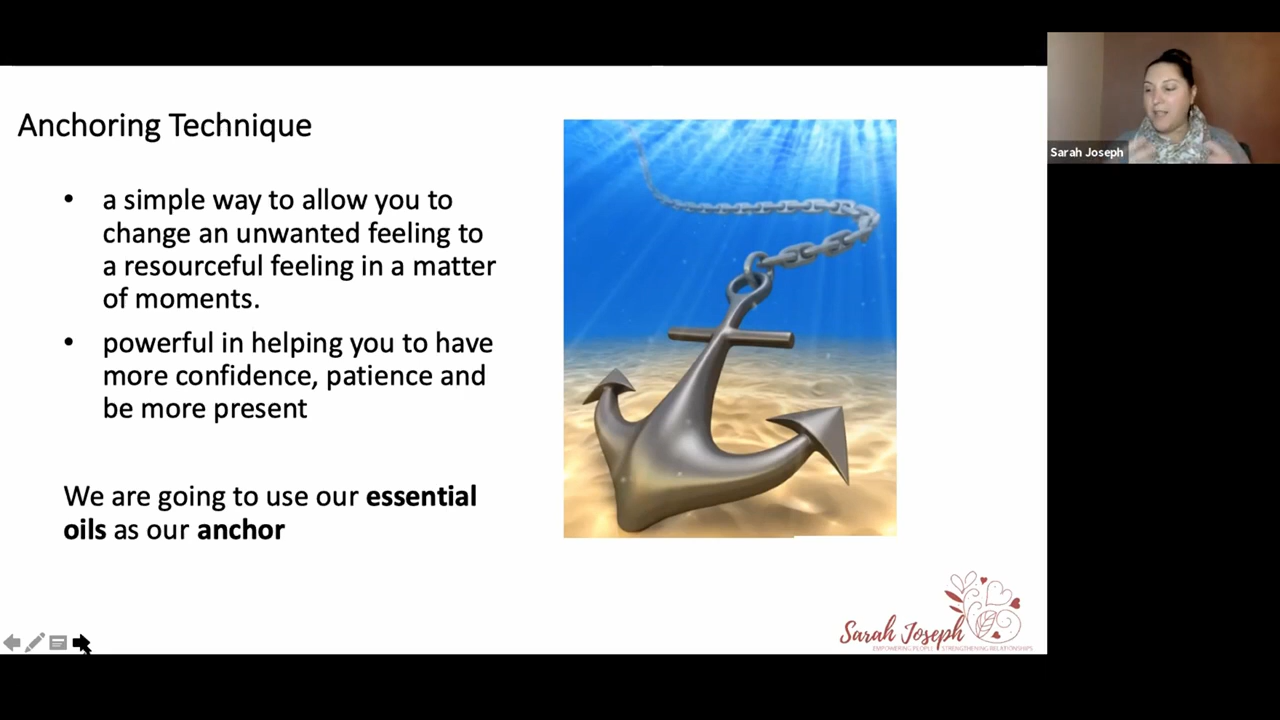 Anchoring Technique
• a simple way to allow you to
change an unwanted feeling to
a resourceful feeling in a matter
of moments.
• powerful in helping you to have
more confidence, patience and
be more present
We are going to use our essential
oils as our anchor
Sarah Joseph
EMPOWERING PEOPLE STRENGTHENING RELATIONSHIPS
Sarah Joseph